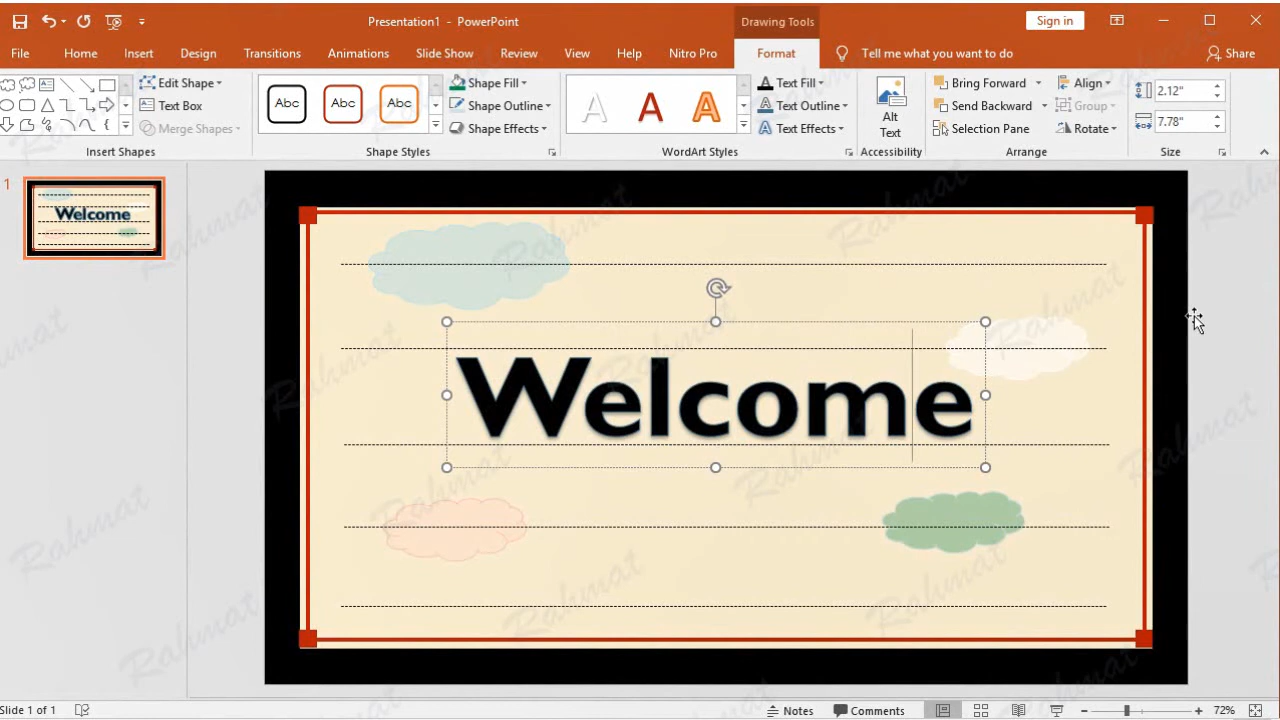 Presentation1 - PowerPoint
Drawing Tools
Sign in
File
Home
Insert
Design
Transitions
Animations
Slide Show
Review
View
Help
Nitro Pro
Format
Tell me what you want to do
Share
Edit Shape
Text Box
Merge Shapes
Insert Shapes
Abc Abc Abc
Shape Fill
Shape Outline
Shape Effects
Shape Styles
A A A
Text Fill
Text Outline
Text Effects
WordArt Styles
Alt
Text
Accessibility
Bring Forward
Send Backward
Selection Pane
Align
Group
Rotate
Arrange
2.12"
7.78"
Size
1
Welcome
Welcome
Rahmat
Slide 1 of 1
Notes
Comments
72%